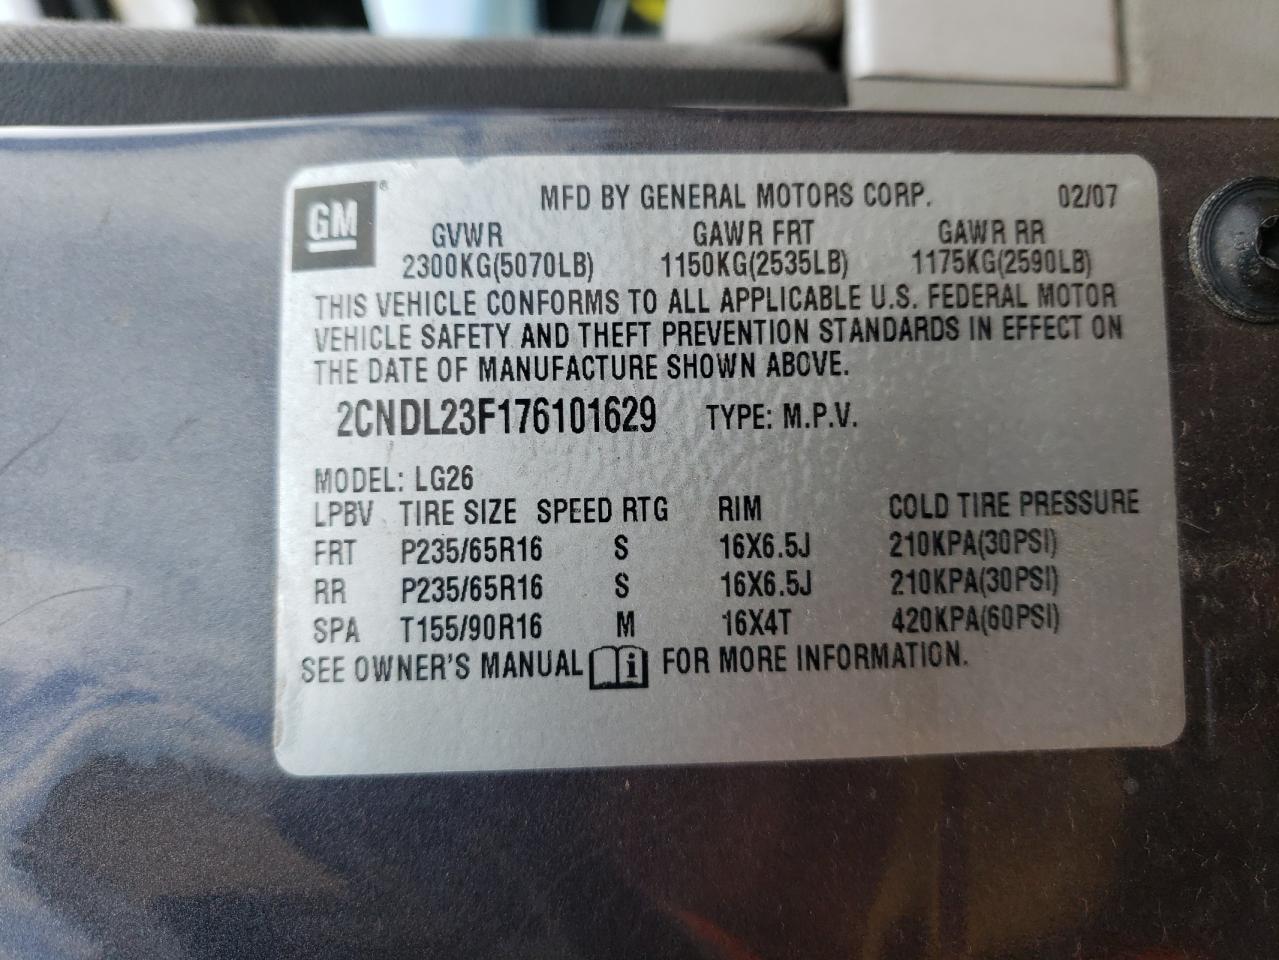 GM ®
MFD BY GENERAL MOTORS CORP. 02/07
GVWR GAWR FRT GAWR RR
2300KG(5070LB) 1150KG(2535LB) 1175KG(2590LB)
THIS VEHICLE CONFORMS TO ALL APPLICABLE U.S. FEDERAL MOTOR
VEHICLE SAFETY AND THEFT PREVENTION STANDARDS IN EFFECT ON
THE DATE OF MANUFACTURE SHOWN ABOVE.
2CNDL23F176101629 TYPE: M.P.V.
MODEL: LG26
LPBV TIRE SIZE SPEED RTG RIM COLD TIRE PRESSURE
FRT P235/65R16 S 16X6.5J 210KPA(30PSI)
RR P235/65R16 S 16X6.5J 210KPA(30PSI)
SPA T155/90R16 M 16X4T 420KPA(60PSI)
SEE OWNER'S MANUAL i FOR MORE INFORMATION.